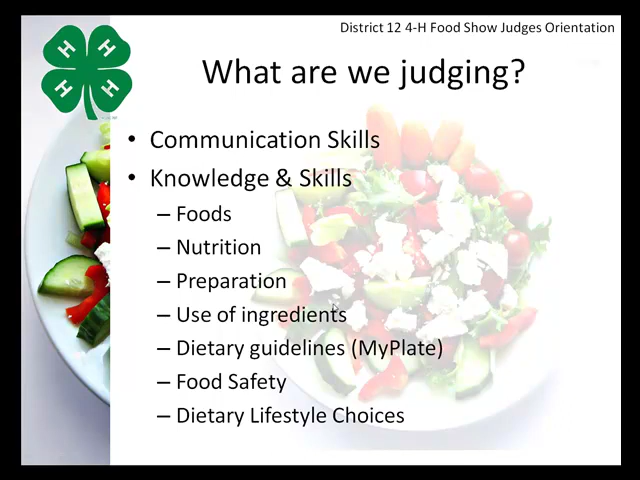 District 12 4-H Food Show Judges Orientation
H H
H H
What are we judging?
• Communication Skills
• Knowledge & Skills
– Foods
– Nutrition
– Preparation
– Use of ingredients
– Dietary guidelines (MyPlate)
– Food Safety
– Dietary Lifestyle Choices